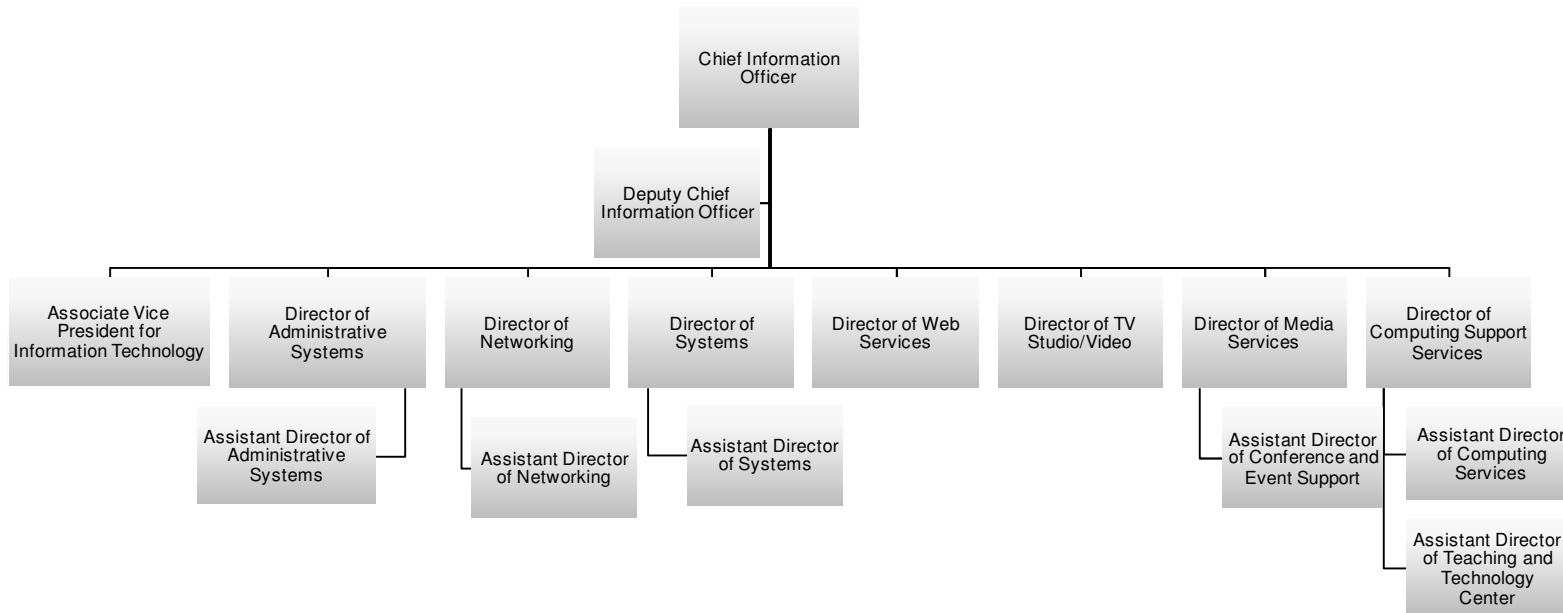 Chief Information
Officer
Deputy Chief
Information Officer
Associate Vice
President for
Information Technology
Director of
Administrative
Systems
Director of
Networking
Director of
Systems
Director of Web
Services
Director of TV
Studio/Video
Director of Media
Services
Director of
Computing Support
Services
Assistant Director of
Administrative
Systems
Assistant Director
of Networking
Assistant Director
of Systems
Assistant Director
of Conference and
Event Support
Assistant Director
of Computing
Services
Assistant Director
of Teaching and
Technology
Center